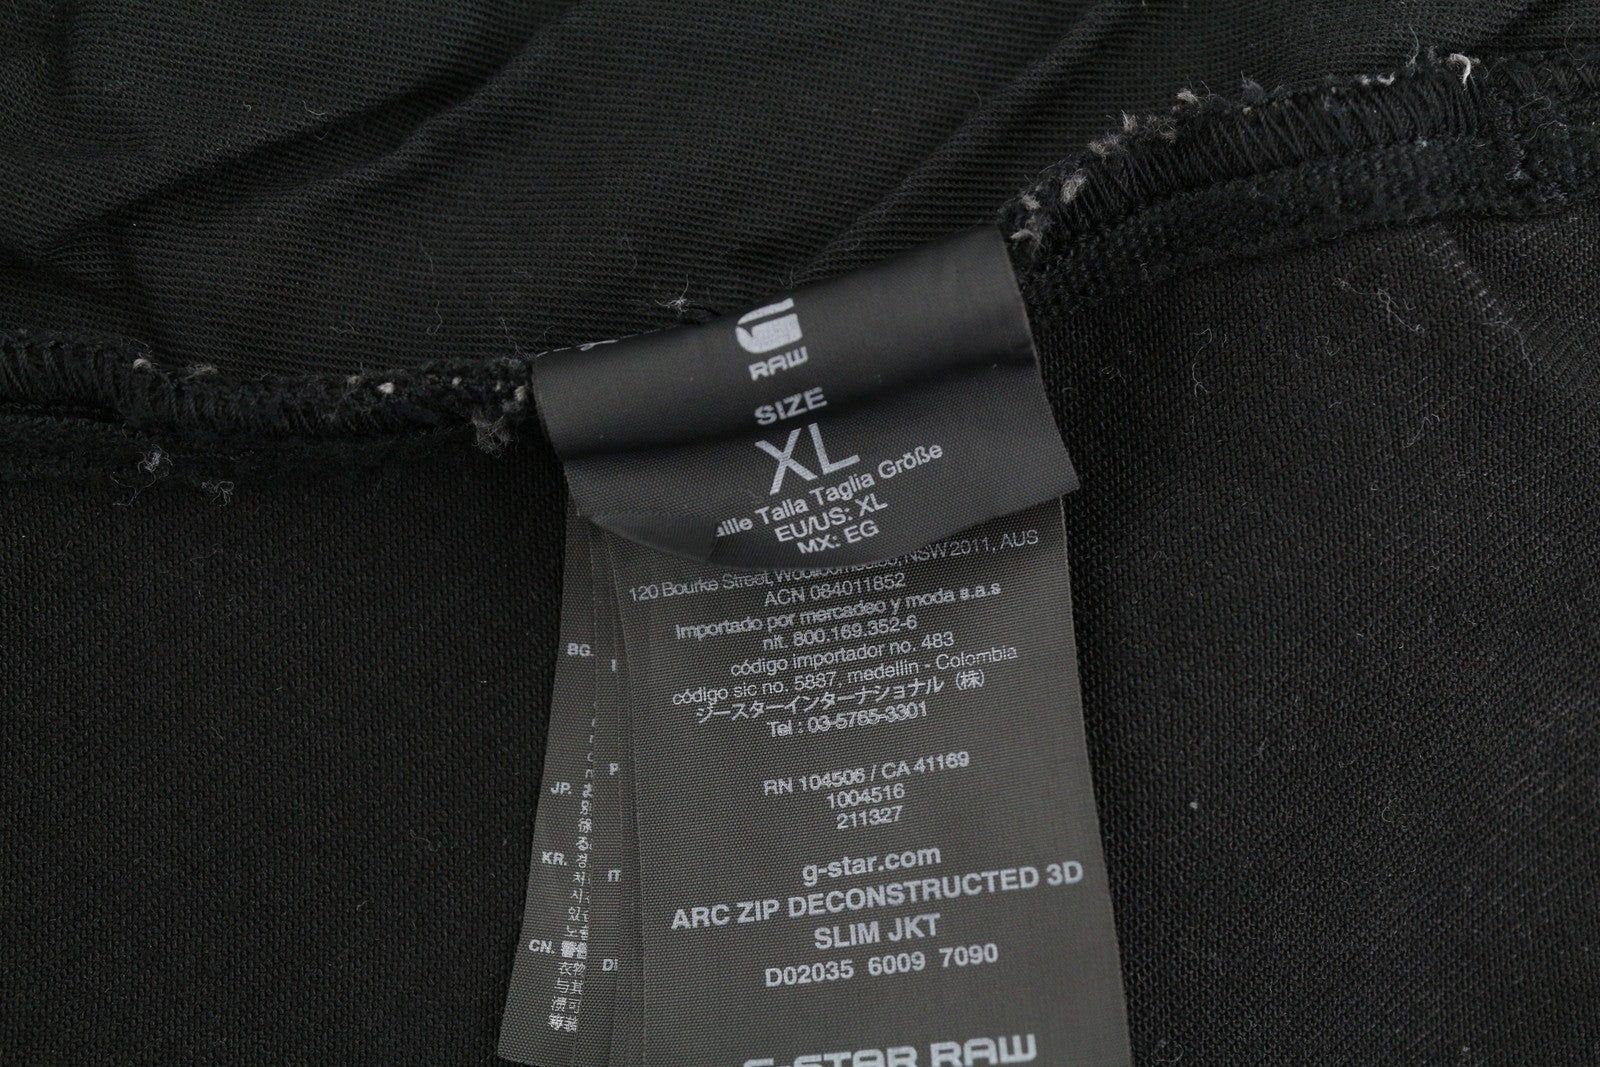 RAW
SIZE
XL
Talla Taglia Größe
EU/US: XL
MX: EG
120 Bourke Street, NSW 2011, AUS
ACN 084011852
Importado por mercadeo y moda s.a.s
nit. 800.169.352-6
código importador no. 483
código sic no. 5887, medellin - Colombia
ジースターインターナショナル (株)
Tel : 03-5765-3301
RN 104506 / CA 41169
1004516
211327
g-star.com
ARC ZIP DECONSTRUCTED 3D
SLIM JKT
D02035 6009 7090
G-STAR RAW
BG.
JP.
KR.
CN.
IT